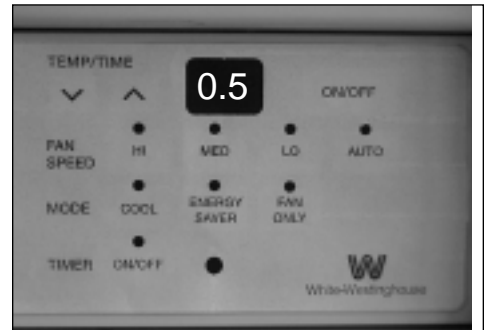 TEMP/TIME
0.5
ON/OFF
FAN SPEED HI MED LO AUTO
MODE COOL ENERGY SAVER FAN ONLY
TIMER ON/OFF
W
White-Westinghouse